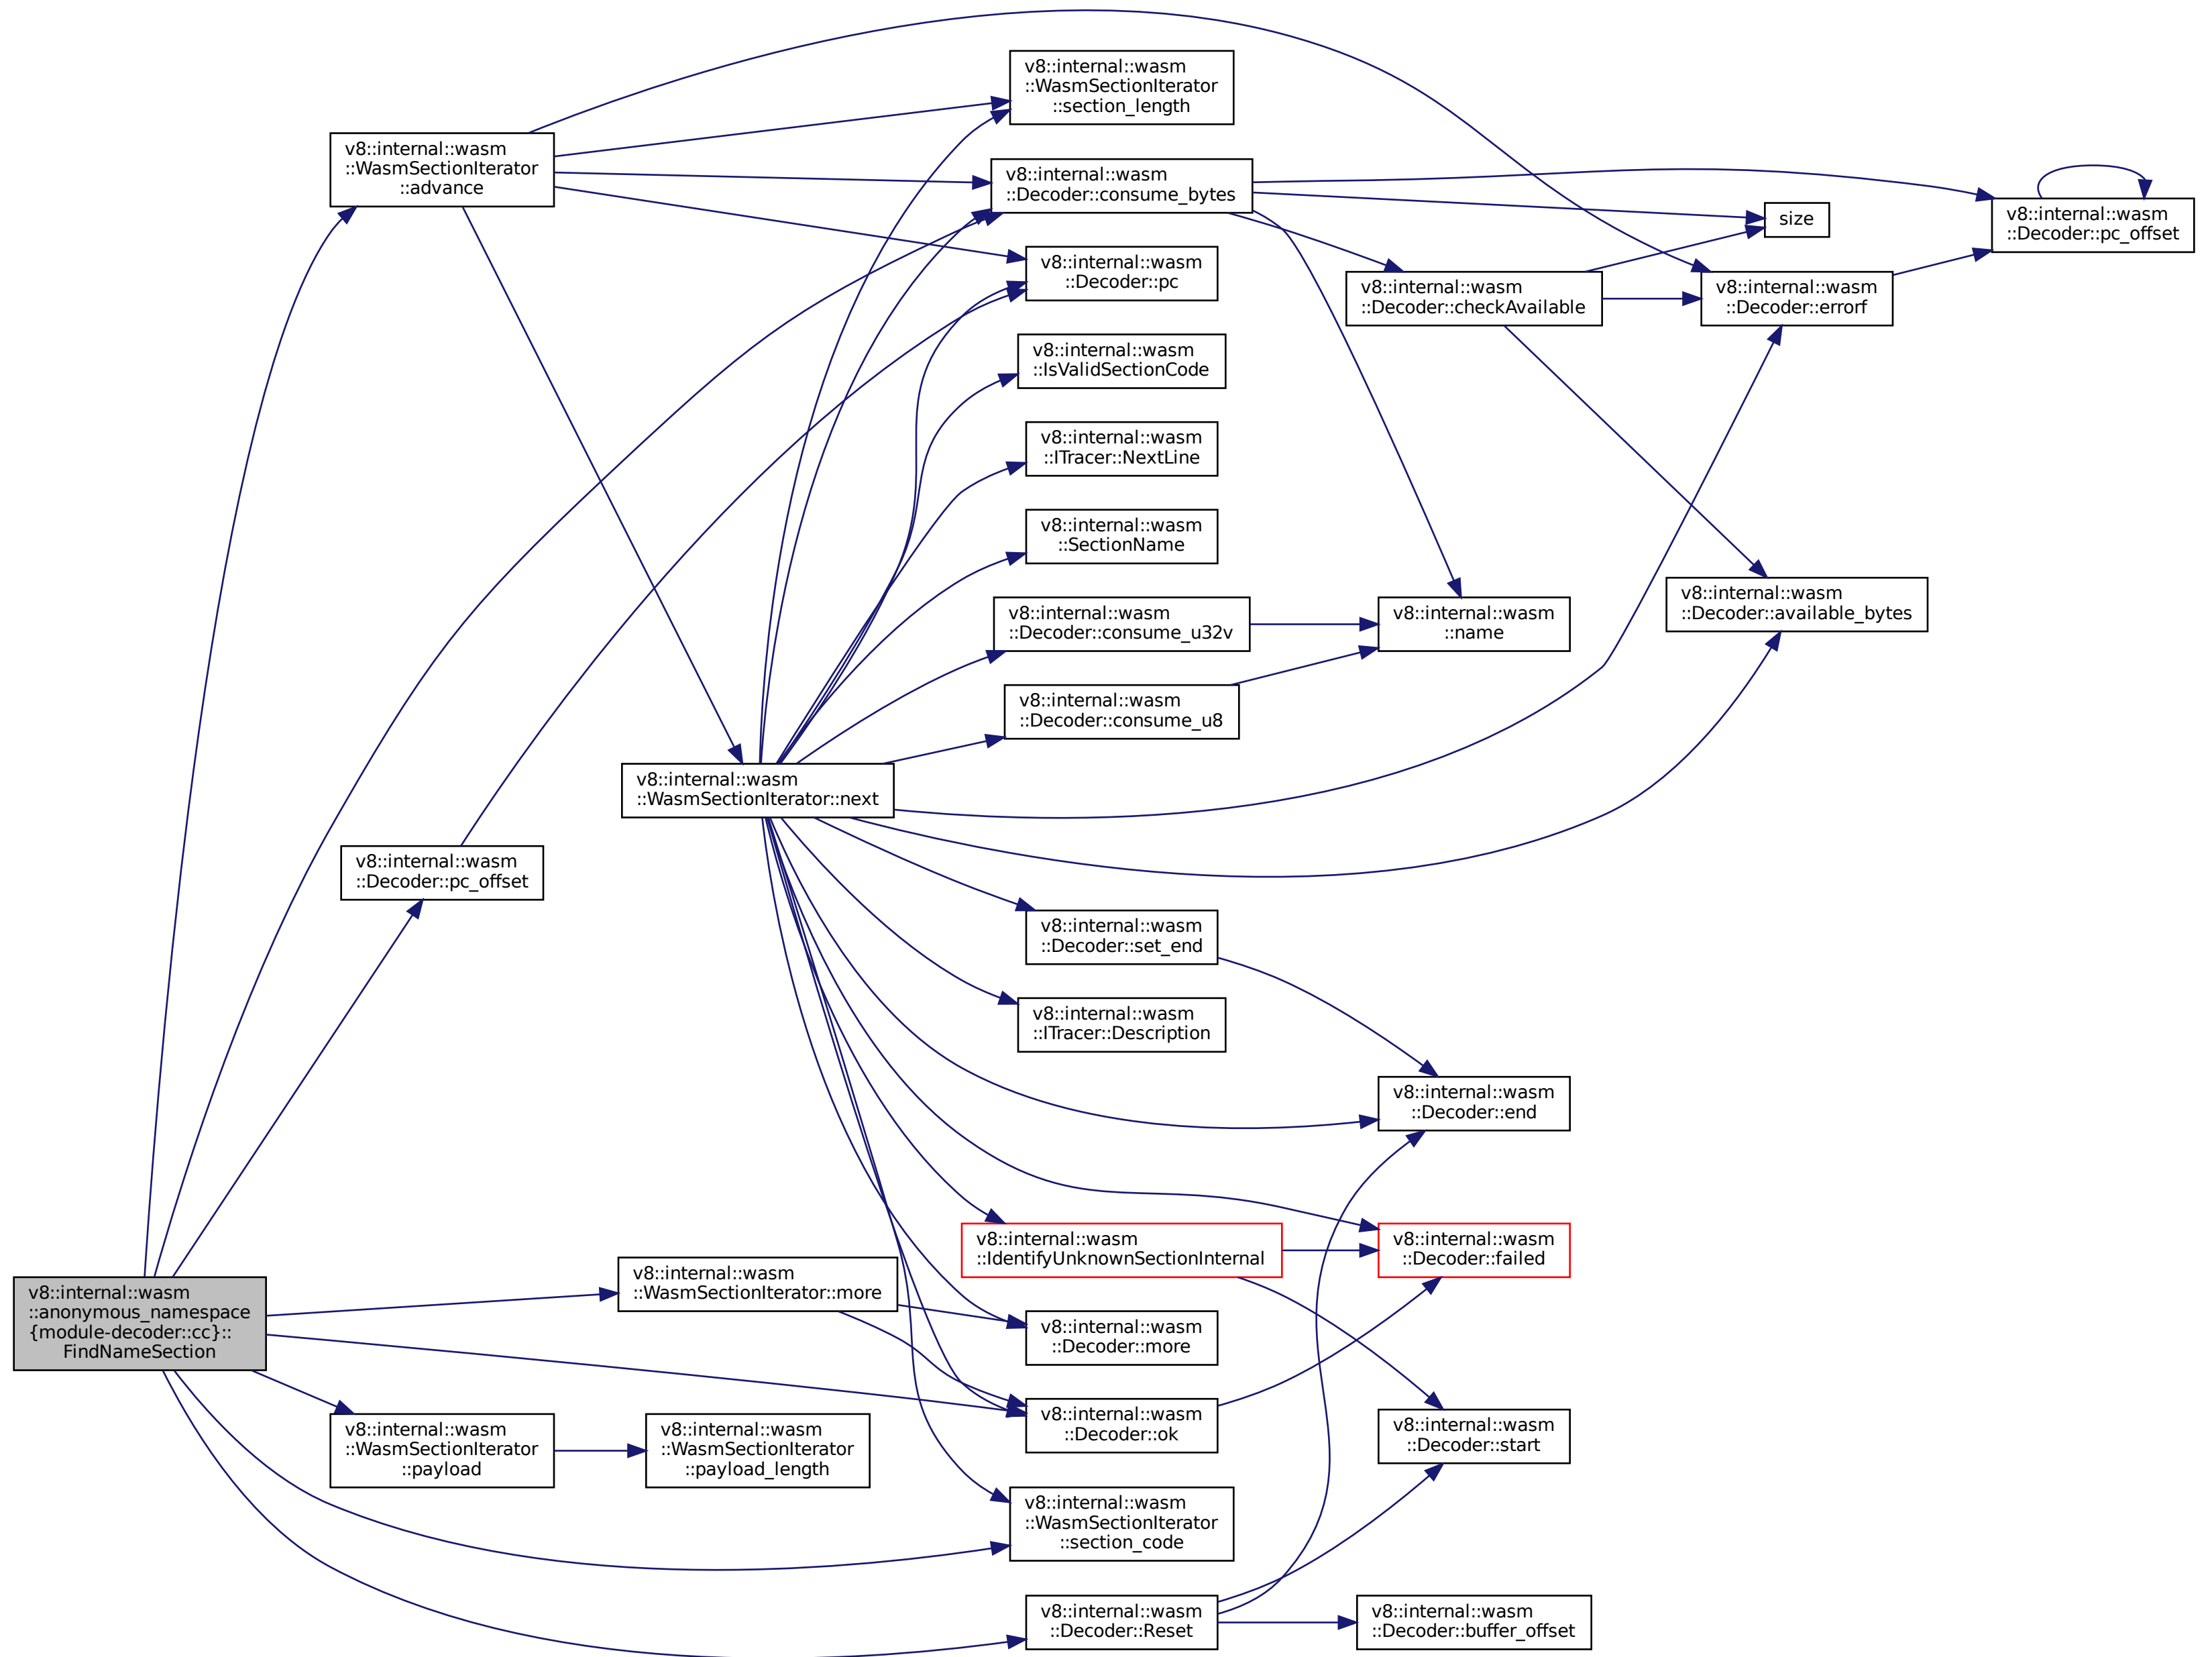 v8::internal::wasm
::WasmSectionIterator
::section_length
v8::internal::wasm
::WasmSectionIterator
::advance
v8::internal::wasm
::Decoder::consume_bytes
size
v8::internal::wasm
::Decoder::pc_offset
v8::internal::wasm
::Decoder::pc
v8::internal::wasm
::Decoder::checkAvailable
v8::internal::wasm
::Decoder::errorf
v8::internal::wasm
::IsValidSectionCode
v8::internal::wasm
::ITracer::NextLine
v8::internal::wasm
::SectionName
v8::internal::wasm
::Decoder::consume_u32v
v8::internal::wasm
::name
v8::internal::wasm
::Decoder::available_bytes
v8::internal::wasm
::Decoder::consume_u8
v8::internal::wasm
::WasmSectionIterator::next
v8::internal::wasm
::Decoder::pc_offset
v8::internal::wasm
::Decoder::set_end
v8::internal::wasm
::ITracer::Description
v8::internal::wasm
::Decoder::end
v8::internal::wasm
::IdentifyUnknownSectionInternal
v8::internal::wasm
::Decoder::failed
v8::internal::wasm
::anonymous_namespace
{module-decoder::cc}::
FindNameSection
v8::internal::wasm
::WasmSectionIterator::more
v8::internal::wasm
::Decoder::more
v8::internal::wasm
::Decoder::ok
v8::internal::wasm
::Decoder::start
v8::internal::wasm
::WasmSectionIterator
::payload
v8::internal::wasm
::WasmSectionIterator
::payload_length
v8::internal::wasm
::WasmSectionIterator
::section_code
v8::internal::wasm
::Decoder::Reset
v8::internal::wasm
::Decoder::buffer_offset